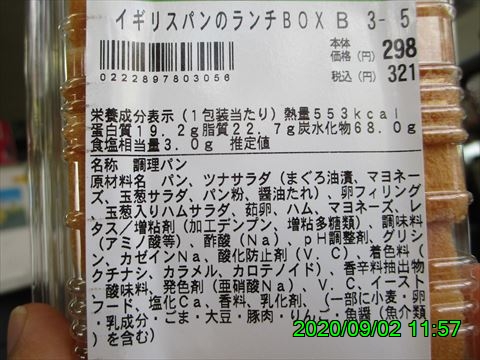 イギリスパンのランチBOX B 3- 5
本体
価格(円) 298
税込(円) 321
0222897803056
栄養成分表示(1包装当たり)熱量553kcal
蛋白質19.2g脂質22.7g炭水化物68.0g
食塩相当量3.0g 推定値
名称 調理パン
原材料名 パン、ツナサラダ(まぐろ油漬、マヨネー
ズ、玉葱サラダ、パン粉、醤油たれ)、卵フィリング
、玉葱入りハムサラダ、茹卵、ハム、マヨネーズ、レ
タス/増粘剤(加工デンプン、増粘多糖類)、調味料
(アミノ酸等)、酢酸(Na)、pH調整剤、グリシ
ン、カゼインNa、酸化防止剤(V.C)、着色料(
クチナシ、カラメル、カロテノイド)、香辛料抽出物
、酸味料、発色剤(亜硝酸Na)、V.C、イースト
フード、塩化Ca、香料、乳化剤、(一部に小麦・卵
・乳成分・ごま・大豆・豚肉・りんご・魚醤(魚介類
)を含む)
2020/09/02 11:57